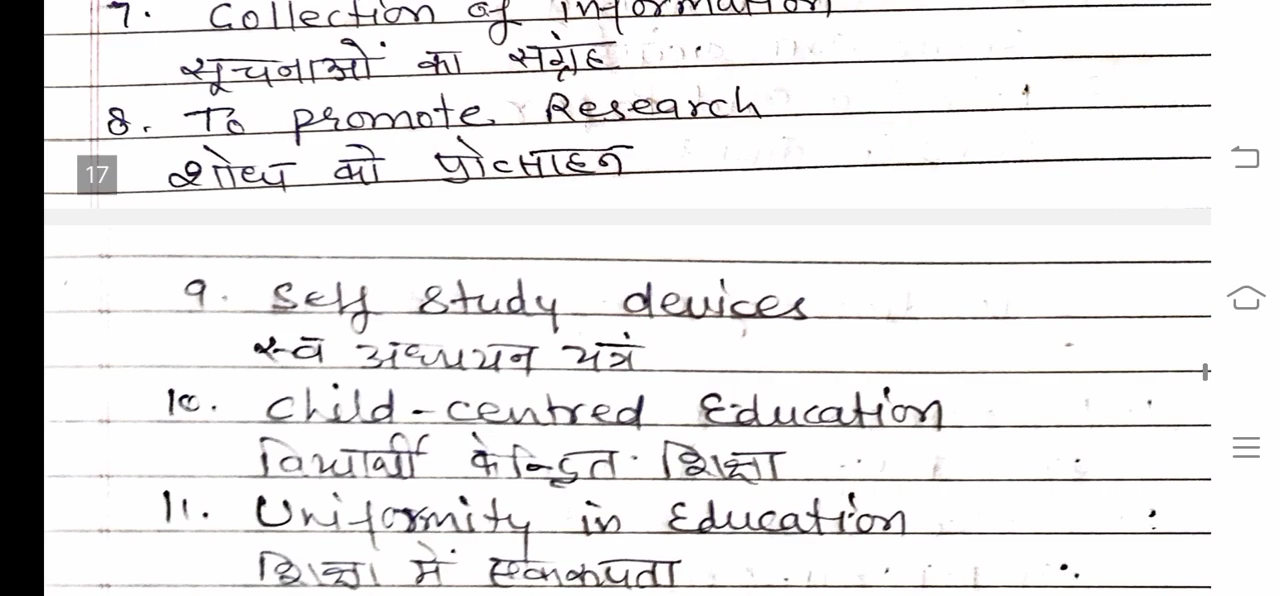 7. Collection of information
सूचनाओं का संग्रह
8. To promote Research
17
शोध को प्रोत्साहन
9. Self study devices
स्व अध्ययन यंत्र
10. Child-centred Education
विद्यार्थी केन्द्रित शिक्षा
11. Uniformity in Education
शिक्षा में एकरूपता